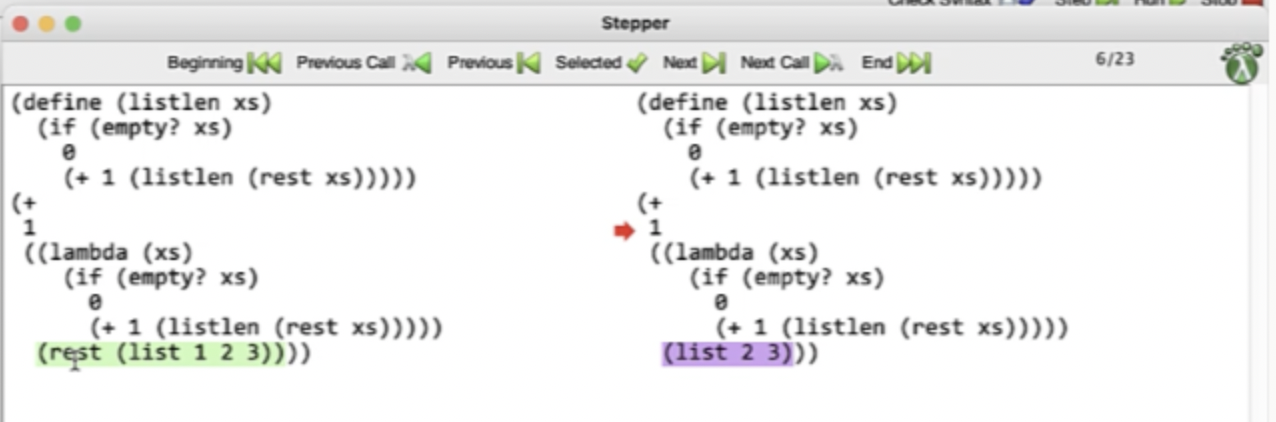 Check Syntax Step Run Stop
Stepper
Beginning Previous Call Previous Selected Next Next Call End 6/23
(define (listlen xs)
(if (empty? xs)
0
(+ 1 (listlen (rest xs)))))
(+
1
((lambda (xs)
(if (empty? xs)
0
(+ 1 (listlen (rest xs)))))
(rest (list 1 2 3))))
(define (listlen xs)
(if (empty? xs)
0
(+ 1 (listlen (rest xs)))))
(+
1
((lambda (xs)
(if (empty? xs)
0
(+ 1 (listlen (rest xs)))))
(list 2 3)))